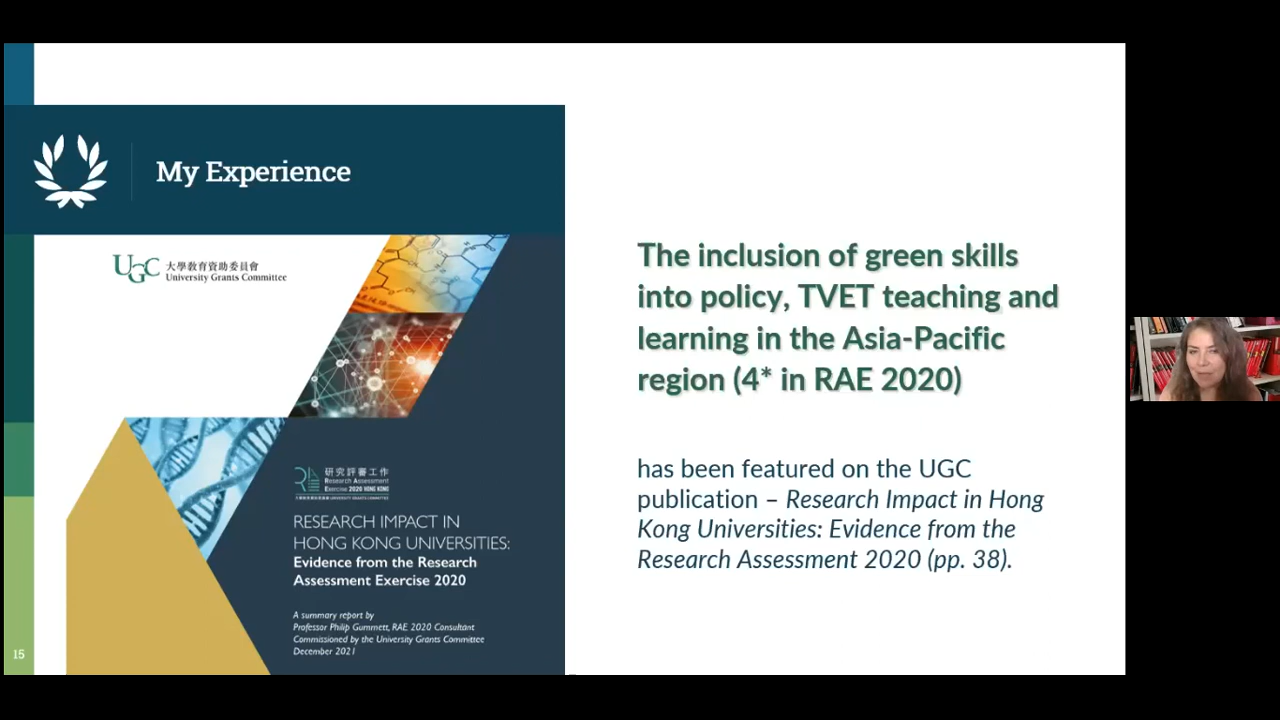 My Experience
UGC 大學教育資助委員會
University Grants Committee
研究評審工作
Research Assessment
Exercise 2020 HONG KONG
RESEARCH IMPACT IN
HONG KONG UNIVERSITIES:
Evidence from the Research
Assessment Exercise 2020
A summary report by
Professor Philip Gummett, RAE 2020 Consultant
Commissioned by the University Grants Committee
December 2021
15
The inclusion of green skills
into policy, TVET teaching and
learning in the Asia-Pacific
region (4* in RAE 2020)
has been featured on the UGC
publication – Research Impact in Hong
Kong Universities: Evidence from the
Research Assessment 2020 (pp. 38).